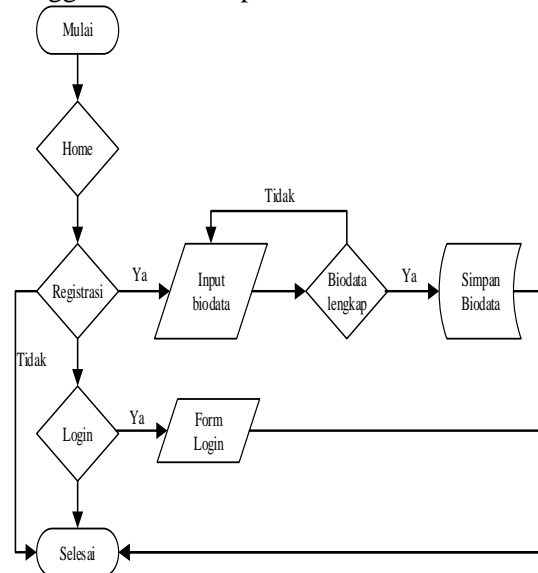 Mulai
Home
Tidak
Registrasi
Ya
Input
biodata
Biodata
lengkap
Ya
Simpan
Biodata
Tidak
Login
Ya
Form
Login
Selesai